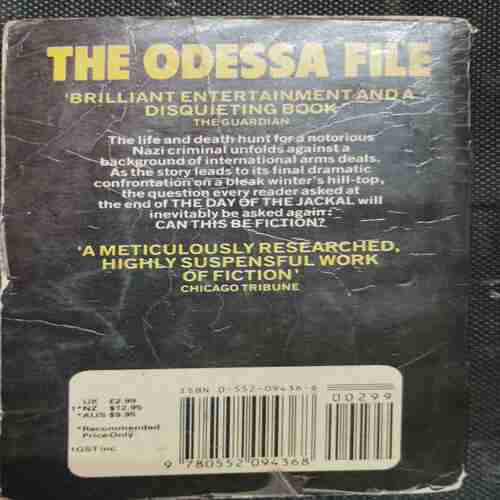 THE ODESSA FILE
'BRILLIANT ENTERTAINMENT AND A
DISQUIETING BOOK'
THE GUARDIAN
The life and death hunt for a notorious
Nazi criminal unfolds against a
background of international arms deals.
As the story leads to its final dramatic
confrontation on a bleak winter's hill-top,
the question every reader asked at
the end of THE DAY OF THE JACKAL will
inevitably be asked again:
CAN THIS BE FICTION?
'A METICULOUSLY RESEARCHED,
HIGHLY SUSPENSFUL WORK
OF FICTION'
CHICAGO TRIBUNE
UK £2.99
†*NZ $12.95
*AUS $9.95
*Recommended
Price Only
†GST inc
ISBN 0-552-09436-8
00299
9 780552 094368